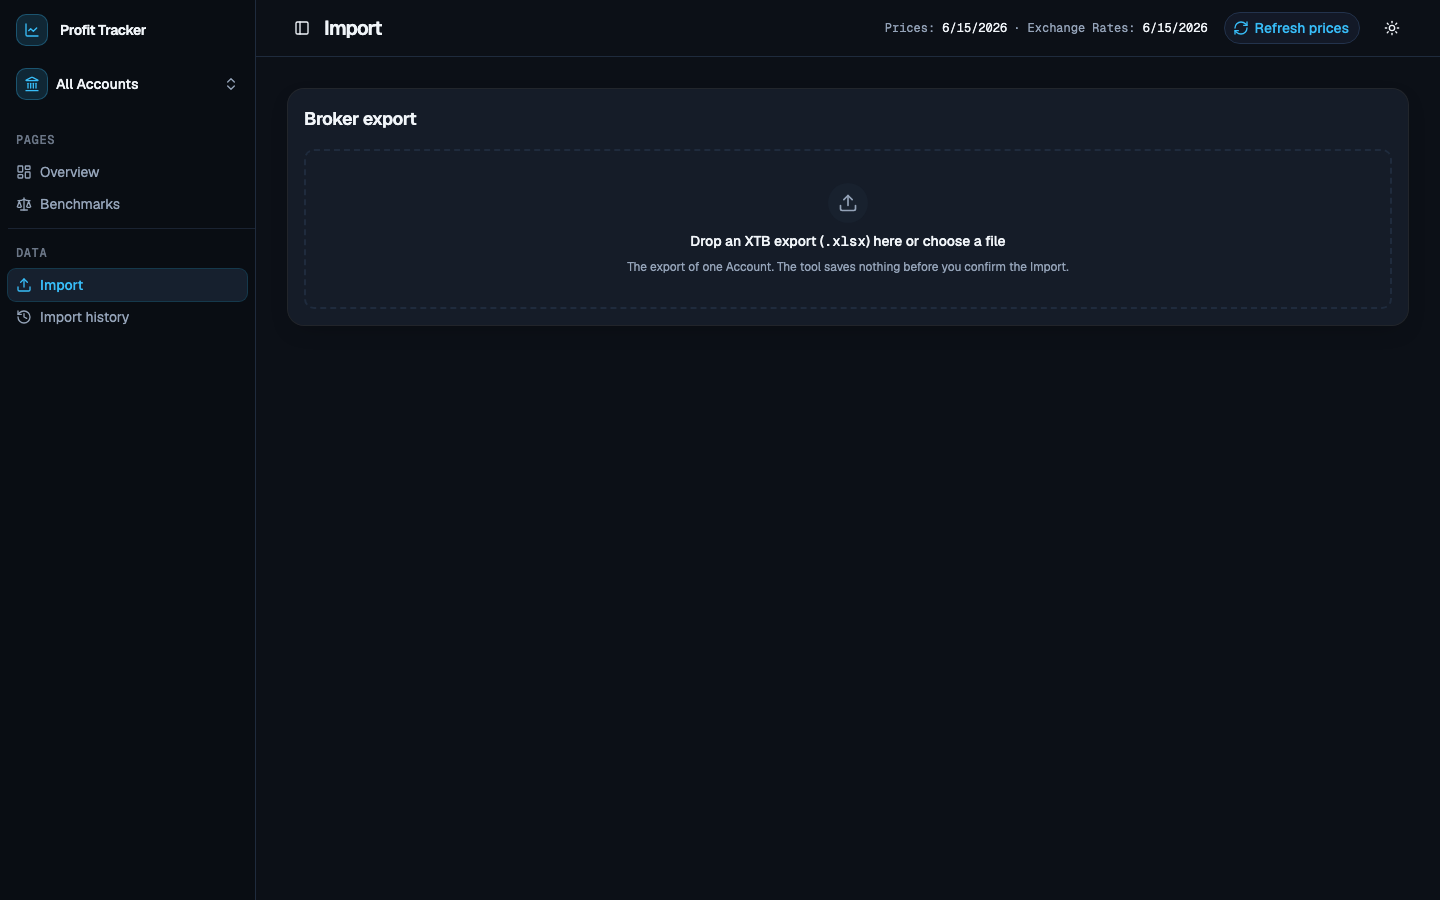 Profit Tracker
All Accounts
PAGES
Overview
Benchmarks
DATA
Import
Import history
Import
Prices: 6/15/2026 · Exchange Rates: 6/15/2026
Refresh prices
Broker export
Drop an XTB export (.xlsx) here or choose a file
The export of one Account. The tool saves nothing before you confirm the Import.